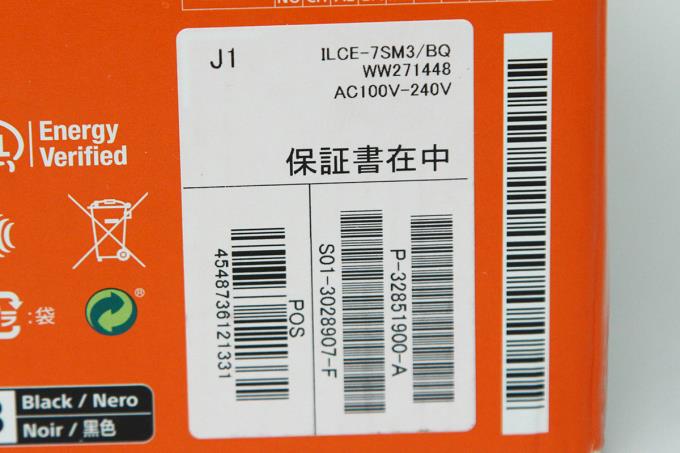 J1
ILCE-7SM3/BQ
WW271448
AC100V-240V
保証書在中
4548736121331
POS
S01-3028907-F
P-32851900-A
Energy
Verified
:袋
Black / Nero
Noir / 黒色